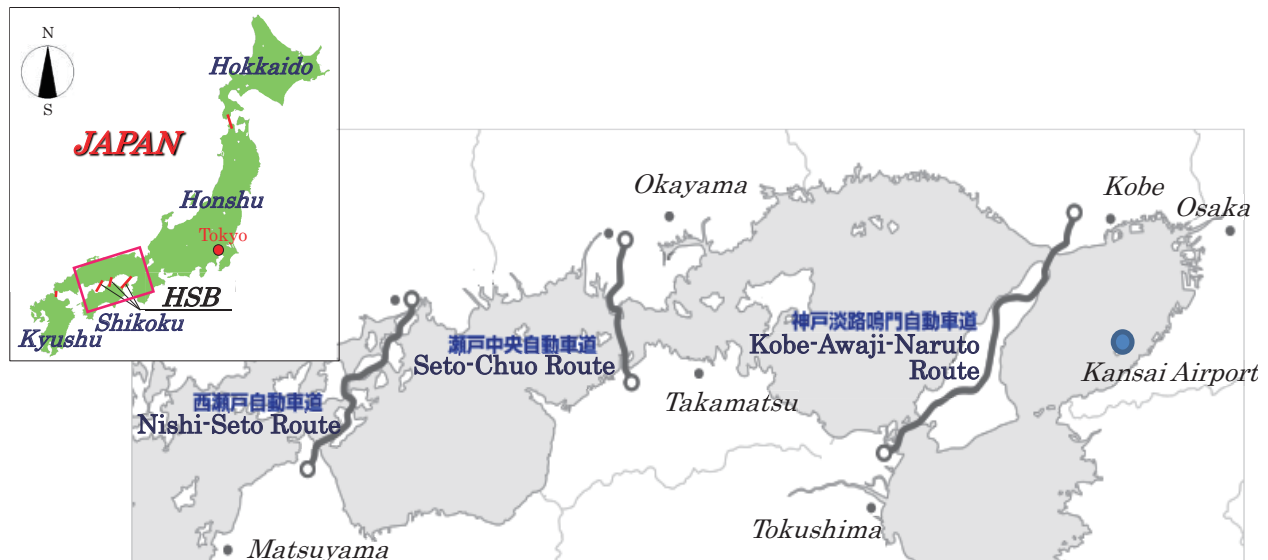 N
S
Hokkaido
JAPAN
Honshu
Tokyo
HSB
Shikoku
Kyushu
Okayama
Kobe
Osaka
神戸淡路鳴門自動車道
Kobe-Awaji-Naruto
Route
瀬戸中央自動車道
Seto-Chuo Route
Kansai Airport
西瀬戸自動車道
Nishi-Seto Route
Takamatsu
Tokushima
Matsuyama